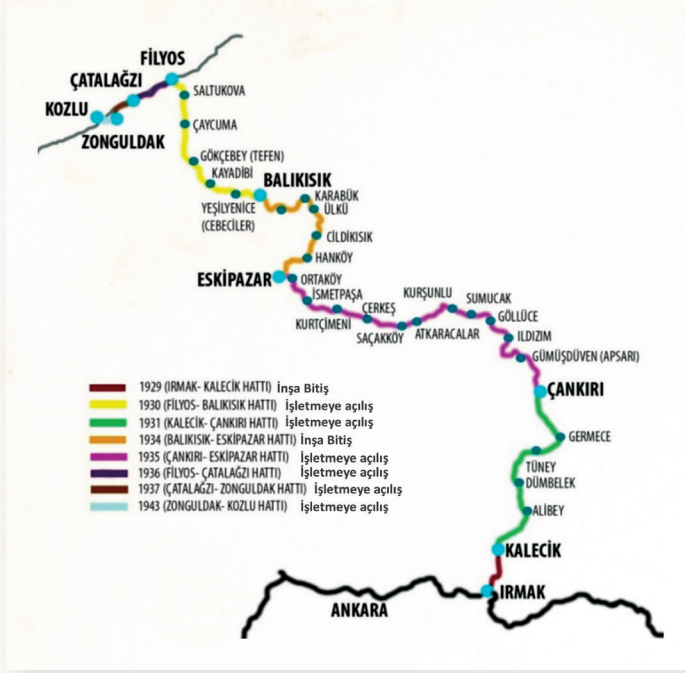 FİLYOS
ÇATALAĞZI
SALTUKOVA
KOZLU
ÇAYCUMA
ZONGULDAK
GÖKÇEBEY (TEFEN)
KAYADİBİ
BALIKISIK
KARABÜK
YEŞİLYENİCE
(CEBECİLER)
ÜLKÜ
CİLDİKISIK
HANKÖY
ESKİPAZAR
ORTAKÖY
İSMETPAŞA
KURŞUNLU
SUMUCAK
ÇERKEŞ
GÖLLÜCE
KURTÇİMENİ
SAÇAKKÖY
ATKARACALAR
ILDIZIM
GÜMÜŞDÜVEN (APSARI)
ÇANKIRI
1929 (IRMAK- KALECİK HATTI) İnşa Bitiş
1930 (FİLYOS- BALIKISIK HATTI) İşletmeye açılış
1931 (KALECİK- ÇANKIRI HATTI) İşletmeye açılış
1934 (BALIKISIK- ESKİPAZAR HATTI) İnşa Bitiş
1935 (ÇANKIRI- ESKİPAZAR HATTI) İşletmeye açılış
1936 (FİLYOS- ÇATALAĞZI HATTI) İşletmeye açılış
1937 (ÇATALAĞZI- ZONGULDAK HATTI) İşletmeye açılış
1943 (ZONGULDAK- KOZLU HATTI) İşletmeye açılış
GERMECE
TÜNEY
DÜMBELEK
ALİBEY
KALECİK
IRMAK
ANKARA